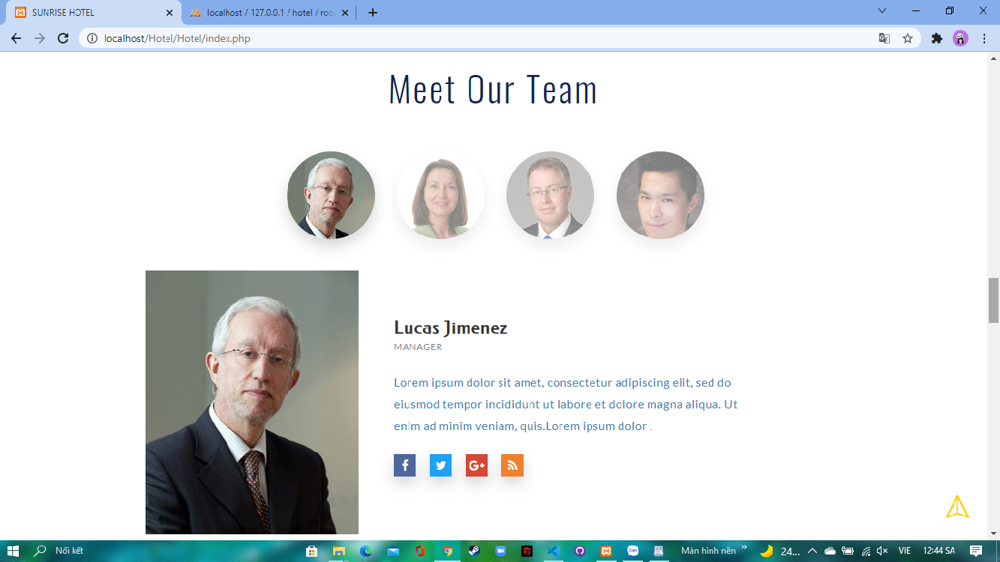 SUNRISE HOTEL
localhost / 127.0.0.1 / hotel / roo
localhost/Hotel/Hotel/index.php
Meet Our Team
Lucas Jimenez
MANAGER
Lorem ipsum dolor sit amet, consectetur adipiscing elit, sed do
eiusmod tempor incididunt ut labore et dolore magna aliqua. Ut
enim ad minim veniam, quis.Lorem ipsum dolor .
Nối kết
Zalo
Màn hình nền
24...
VIE
12:44 SA